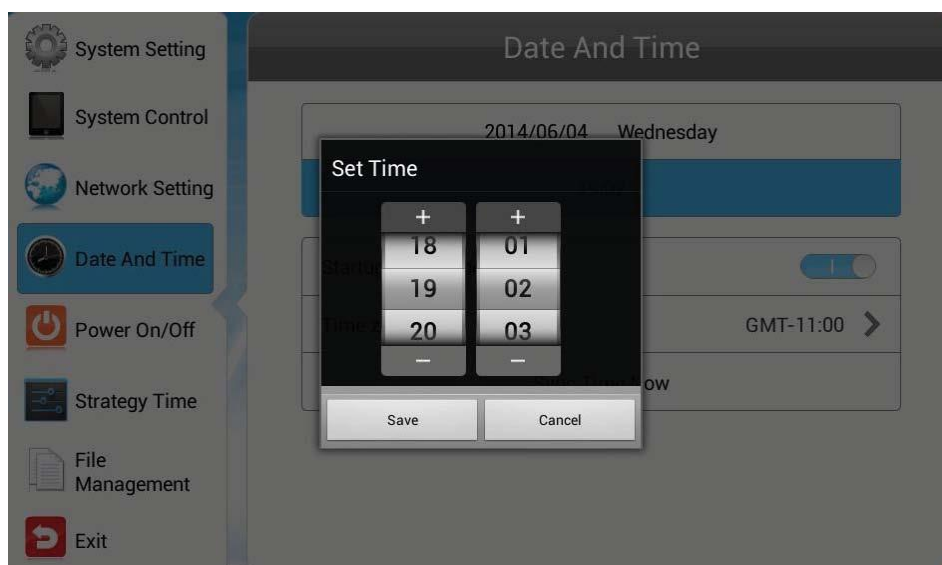 System Setting
System Control
Network Setting
Date And Time
Power On/Off
Strategy Time
File
Management
Exit
Date And Time
2014/06/04 Wednesday
GMT-11:00
Set Time
+ +
18 01
19 02
20 03
— —
Save Cancel